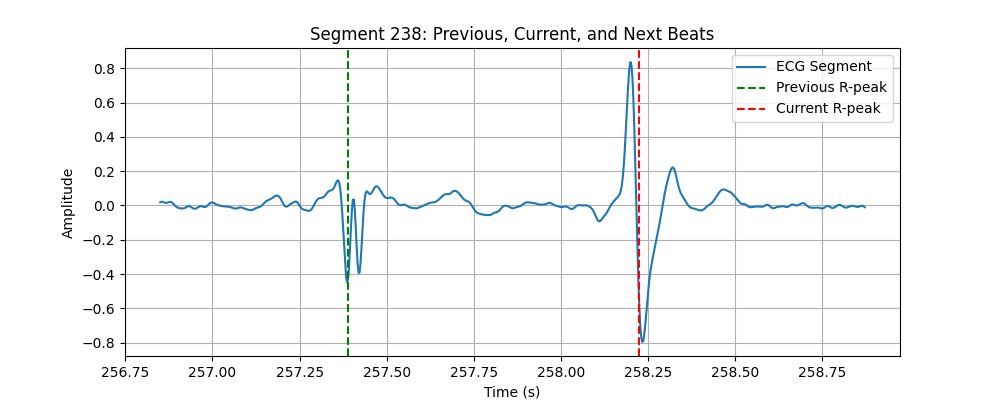 Segment 238: Previous, Current, and Next Beats
ECG Segment
Previous R-peak
Current R-peak
Amplitude
0.8
0.6
0.4
0.2
0.0
−0.2
−0.4
−0.6
−0.8
256.75 257.00 257.25 257.50 257.75 258.00 258.25 258.50 258.75
Time (s)